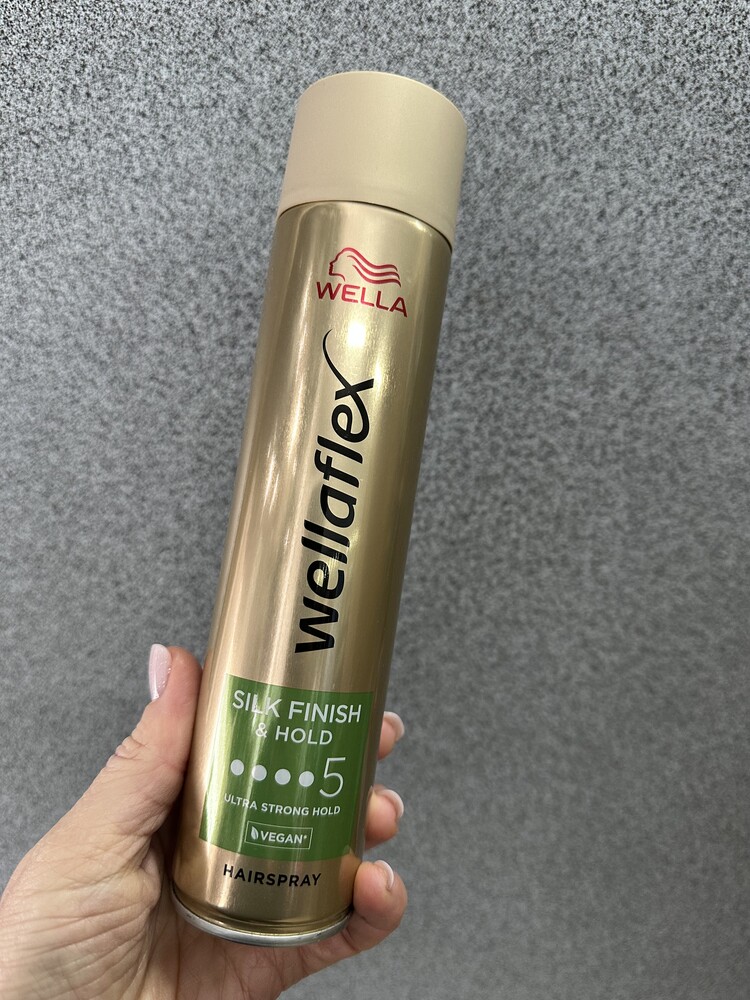 WELLA
wellaflex
SILK FINISH
& HOLD
5
ULTRA STRONG HOLD
VEGAN*
HAIRSPRAY